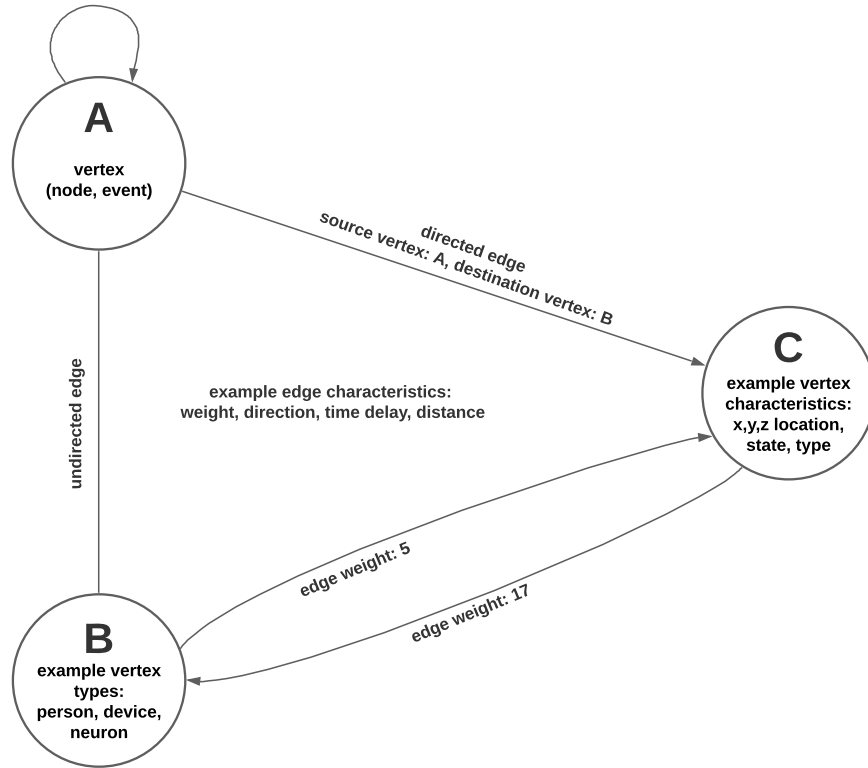 A
vertex
(node, event)
directed edge
source vertex: A, destination vertex: B
C
example vertex
characteristics:
x,y,z location,
state, type
example edge characteristics:
weight, direction, time delay, distance
undirected edge
edge weight: 5
edge weight: 17
B
example vertex
types:
person, device,
neuron